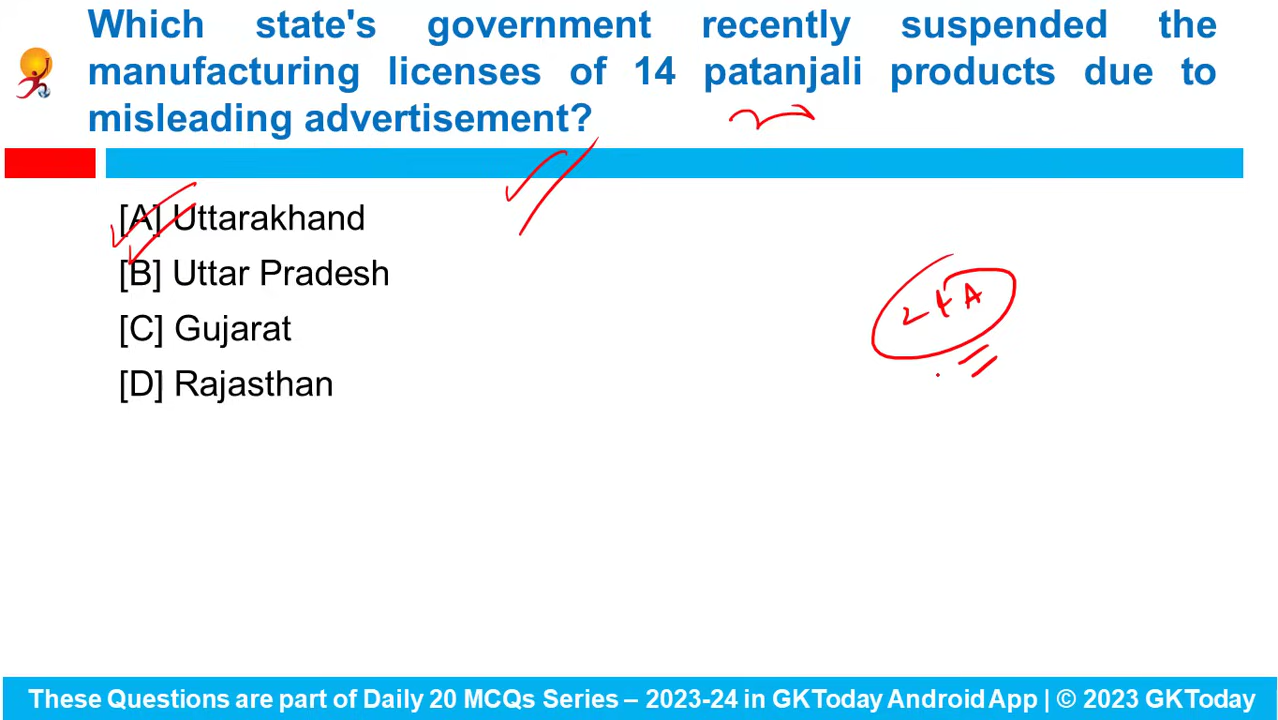 Which state's government recently suspended the
manufacturing licenses of 14 patanjali products due to
misleading advertisement?
[A] Uttarakhand
[B] Uttar Pradesh
[C] Gujarat
[D] Rajasthan
These Questions are part of Daily 20 MCQs Series – 2023-24 in GKToday Android App | © 2023 GKToday